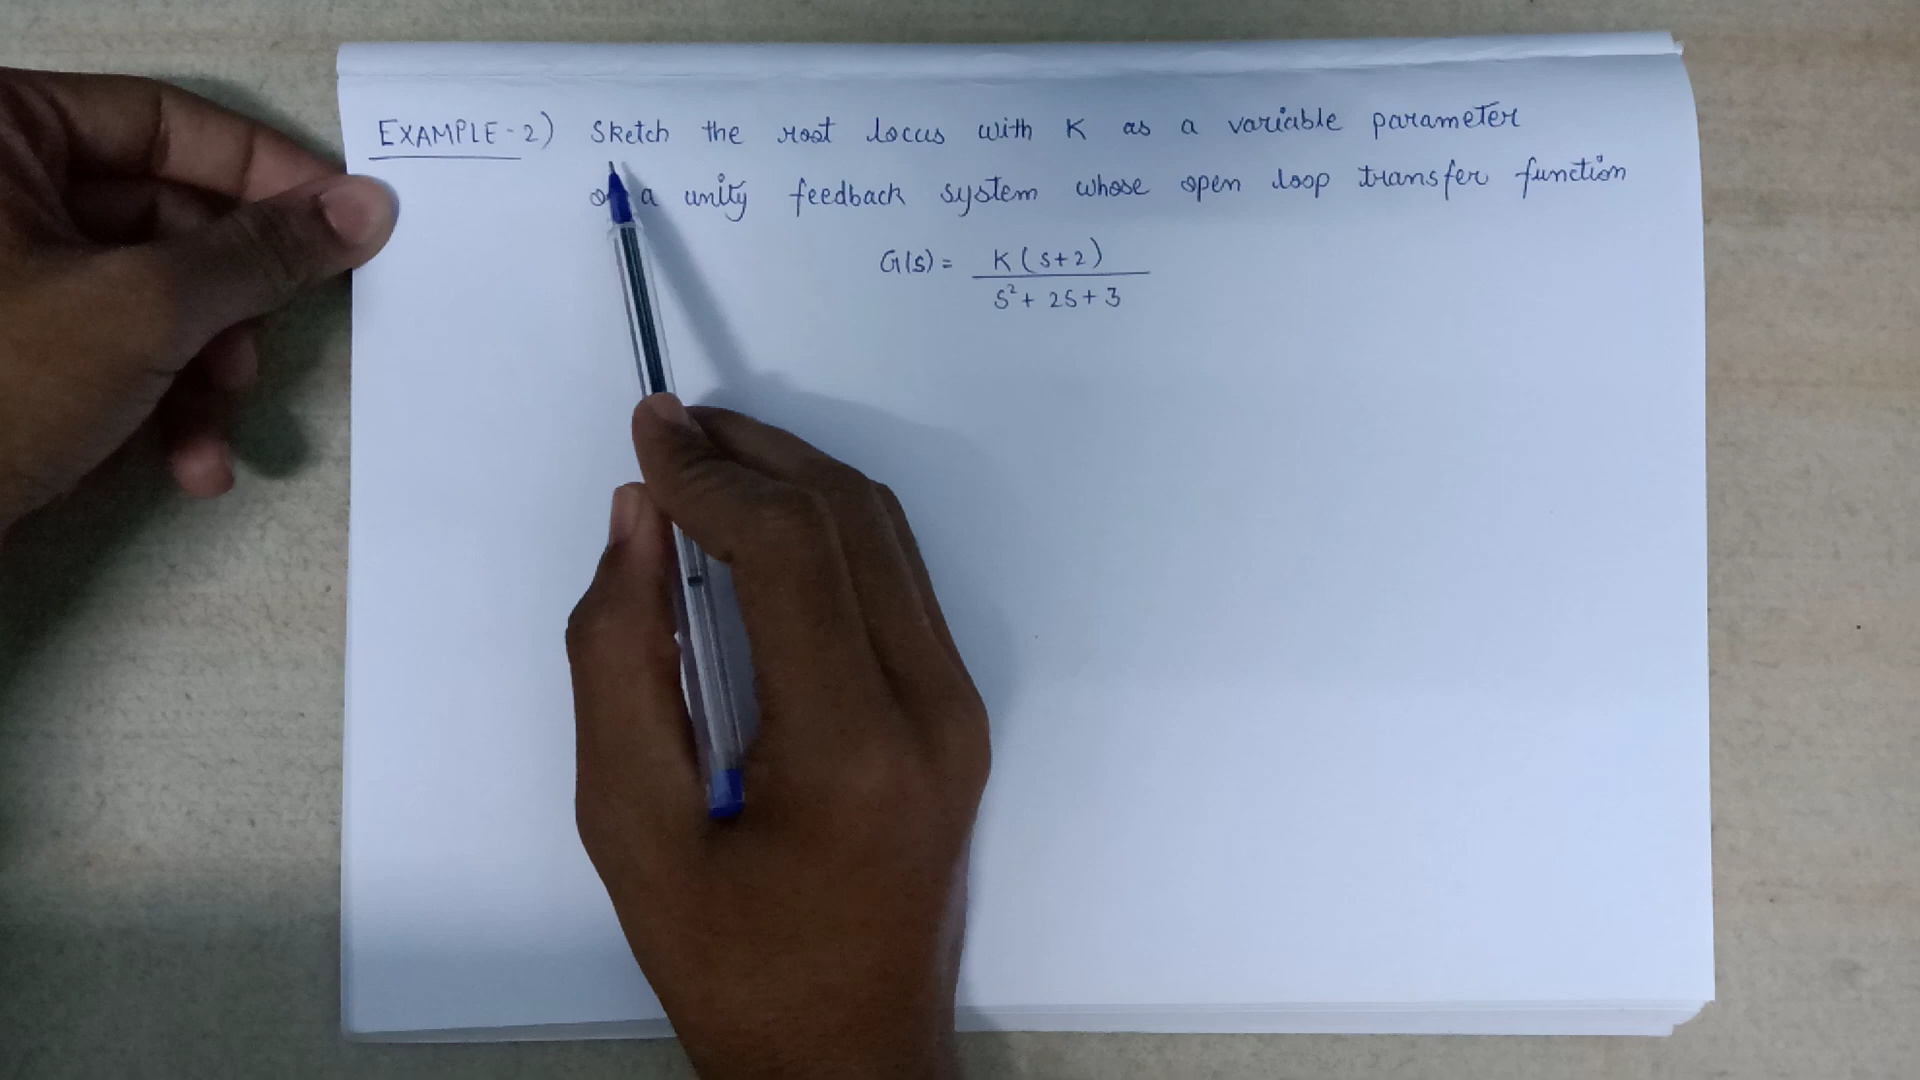 EXAMPLE-2) Sketch the root locus with K as a variable parameter
a unity feedback system whose open loop transfer function
G(s) = K(s+2)
s²+ 2s+3